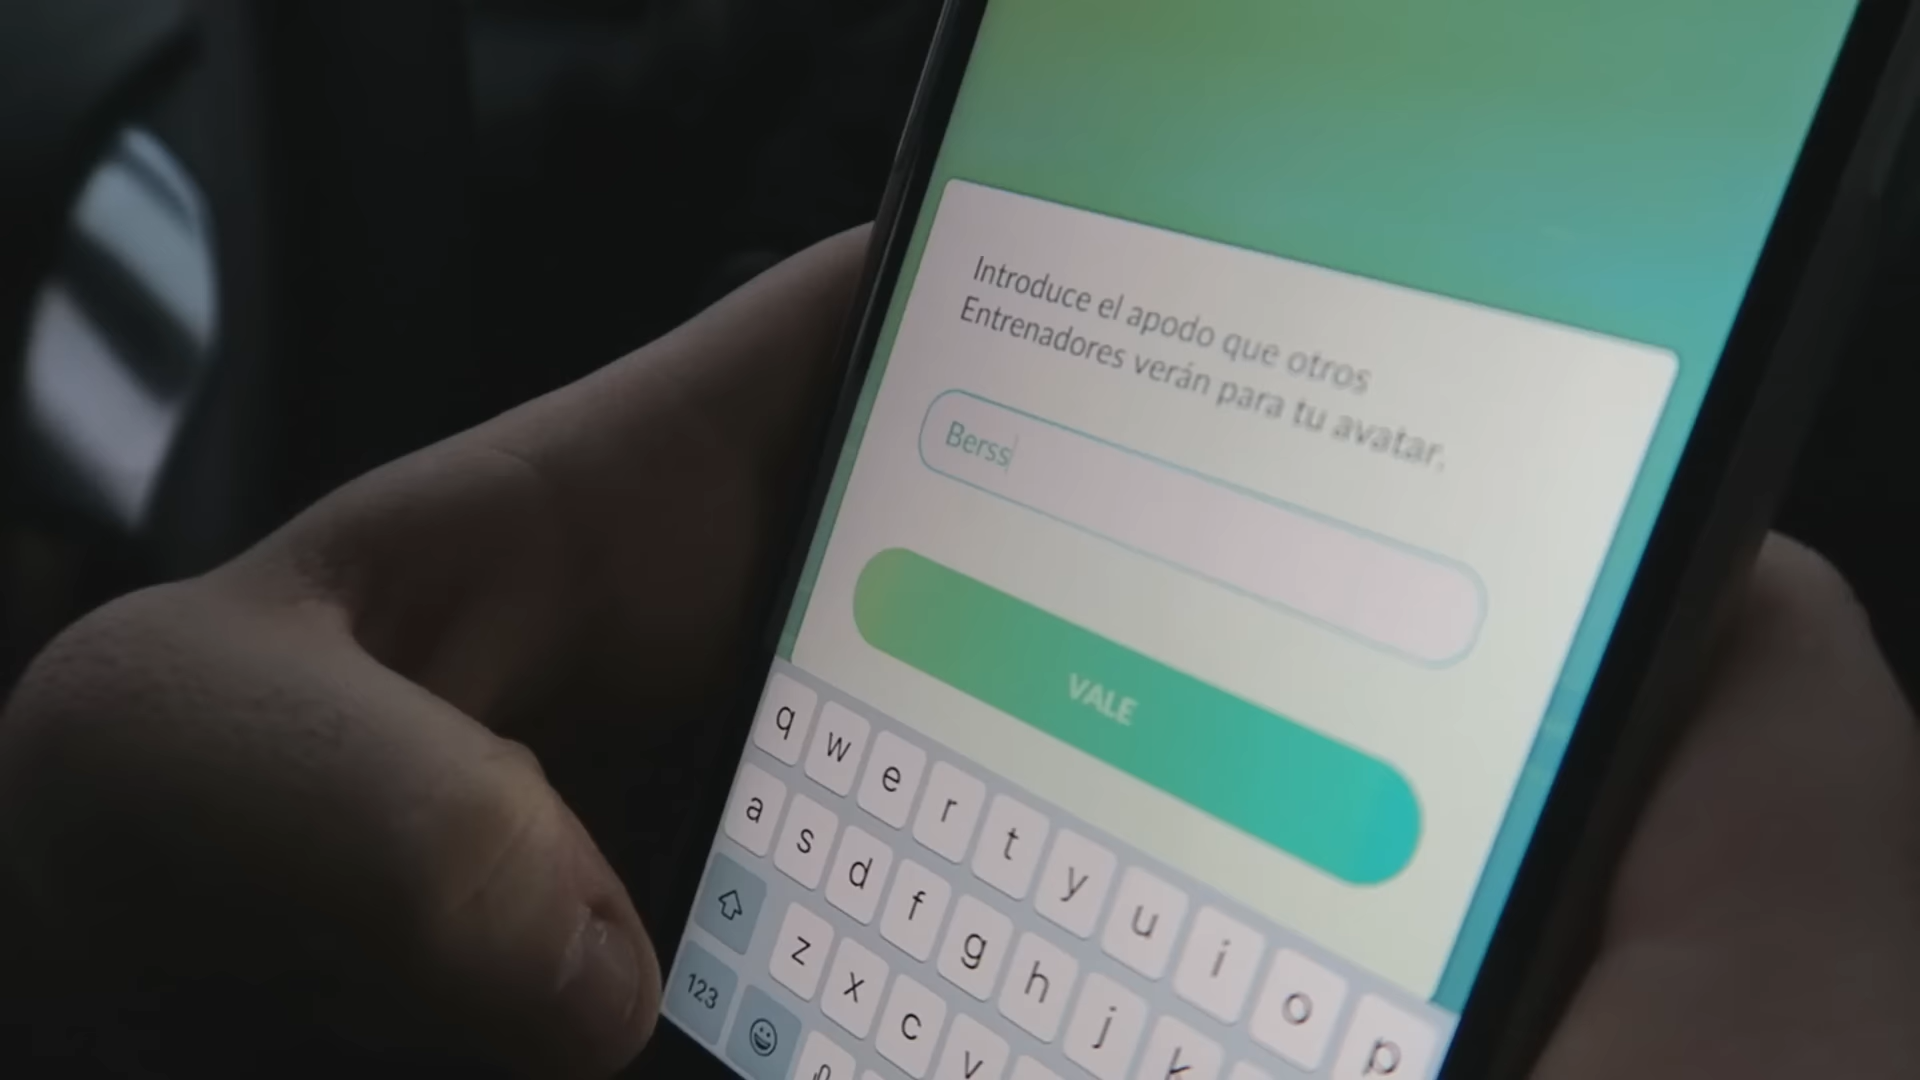 Introduce el apodo que otros
Entrenadores verán para tu avatar.
Berss
VALE
q w e r t y u i o p
a s d f g h j k
z x c v
123